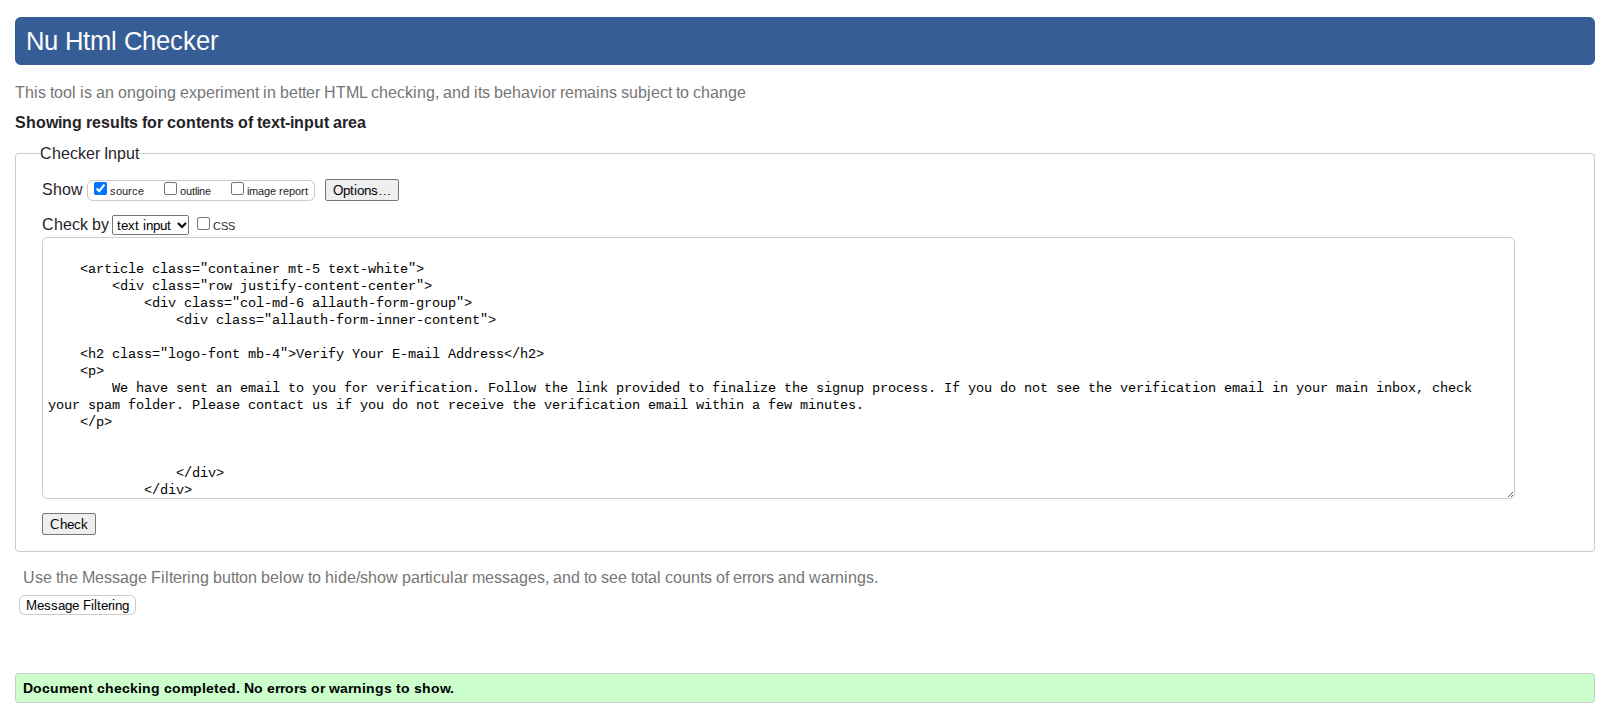 Nu Html Checker
This tool is an ongoing experiment in better HTML checking, and its behavior remains subject to change
Showing results for contents of text-input area
Checker Input
Show source outline image report Options...
Check by text input CSS
<article class="container mt-5 text-white">
<div class="row justify-content-center">
<div class="col-md-6 allauth-form-group">
<div class="allauth-form-inner-content">
<h2 class="logo-font mb-4">Verify Your E-mail Address</h2>
<p>
We have sent an email to you for verification. Follow the link provided to finalize the signup process. If you do not see the verification email in your main inbox, check
your spam folder. Please contact us if you do not receive the verification email within a few minutes.
</p>
</div>
</div>
Check
Use the Message Filtering button below to hide/show particular messages, and to see total counts of errors and warnings.
Message Filtering
Document checking completed. No errors or warnings to show.